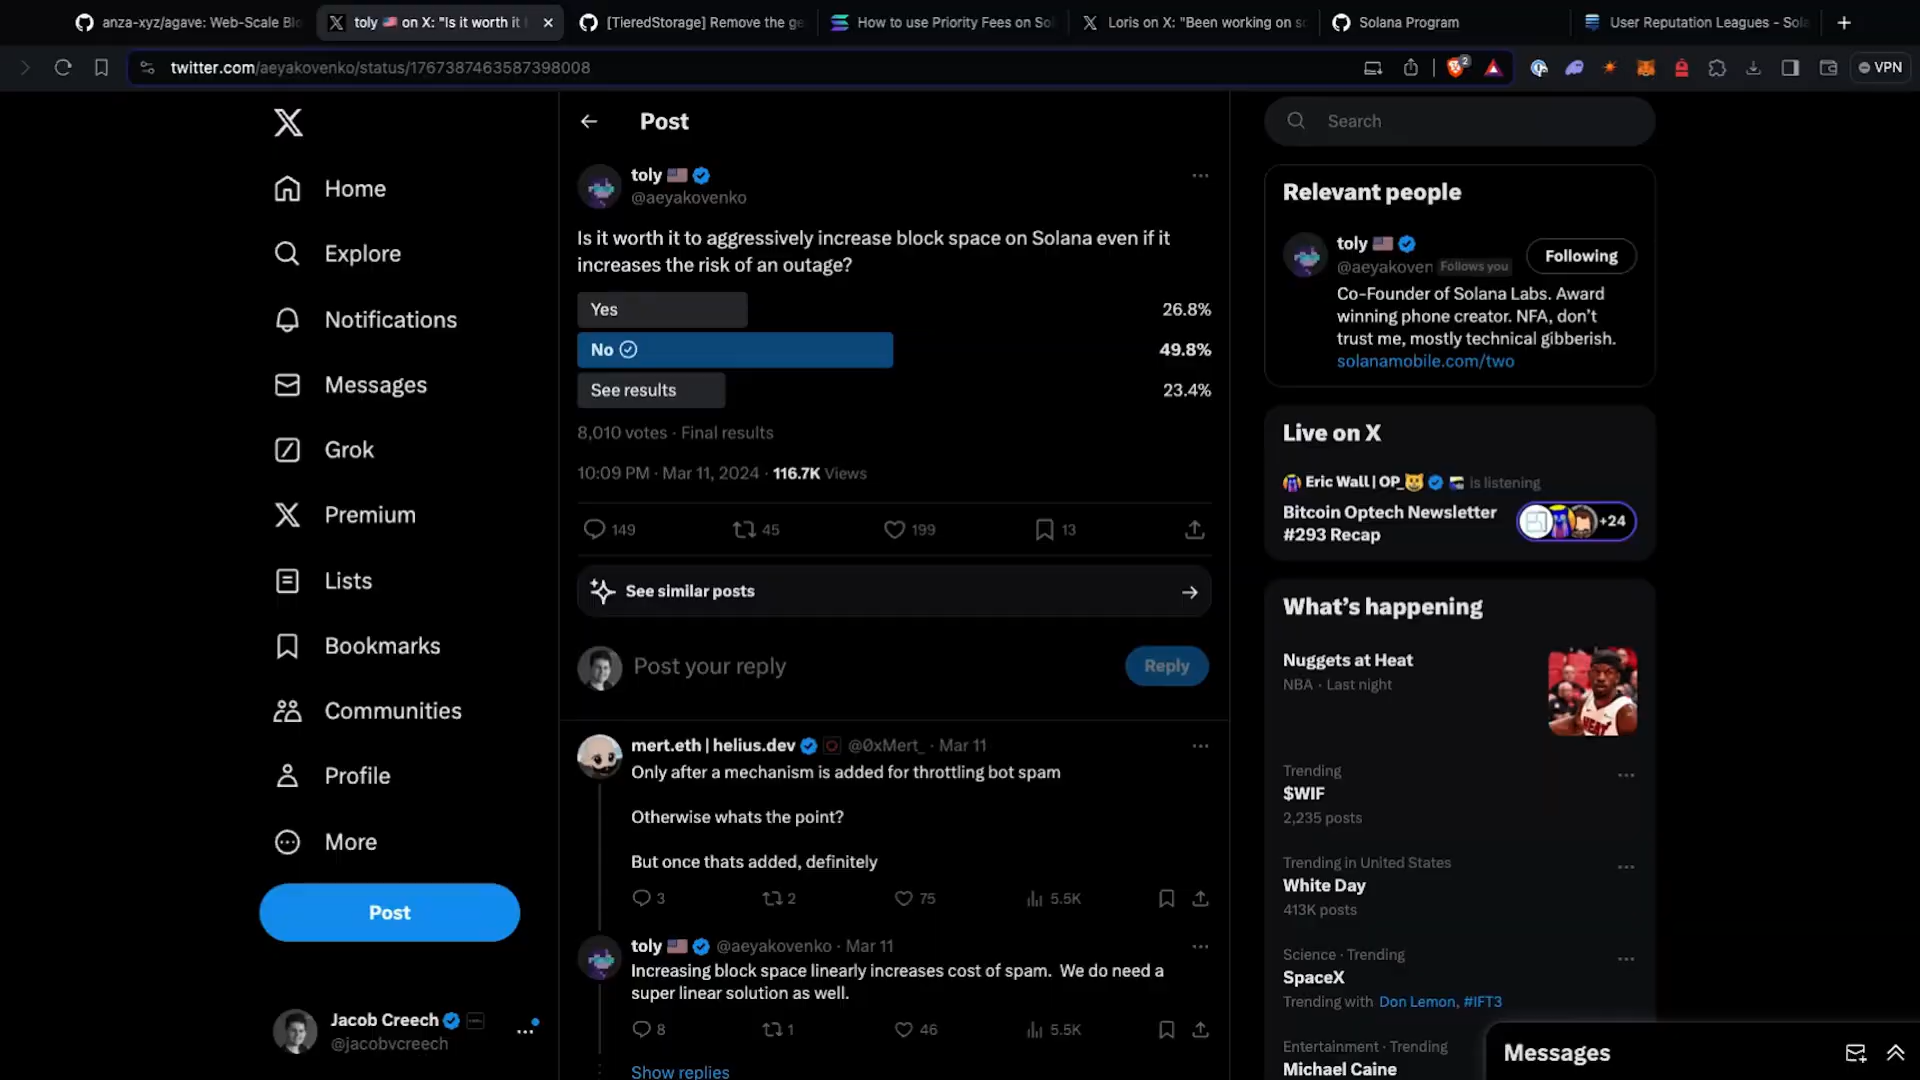 anza-xyz/agave: Web-Scale Blo
toly 🇺🇸 on X: "Is it worth it t
[TieredStorage] Remove the ge
How to use Priority Fees on Sol
Loris on X: "Been working on so
Solana Program
User Reputation Leagues - Sola
twitter.com/aeyakovenko/status/1767387463587398008
2
VPN
Home
Explore
Notifications
Messages
Grok
Premium
Lists
Bookmarks
Communities
Profile
More
Post
Jacob Creech
@jacobvcreech
Post
toly 🇺🇸
@aeyakovenko
Is it worth it to aggressively increase block space on Solana even if it
increases the risk of an outage?
Yes 26.8%
No 49.8%
See results 23.4%
8,010 votes · Final results
10:09 PM · Mar 11, 2024 · 116.7K Views
149 45 199 13
See similar posts
Post your reply
Reply
mert.eth | helius.dev @0xMert_ · Mar 11
Only after a mechanism is added for throttling bot spam
Otherwise whats the point?
But once thats added, definitely
3 2 75 5.5K
toly 🇺🇸 @aeyakovenko · Mar 11
Increasing block space linearly increases cost of spam. We do need a
super linear solution as well.
8 1 46 5.5K
Show replies
Search
Relevant people
toly 🇺🇸
@aeyakoven Follows you
Following
Co-Founder of Solana Labs. Award
winning phone creator. NFA, don't
trust me, mostly technical gibberish.
solanamobile.com/two
Live on X
Eric Wall | OP_🐱 is listening
Bitcoin Optech Newsletter
#293 Recap
+24
What's happening
Nuggets at Heat
NBA · Last night
HEAT
Trending
$WIF
2,235 posts
Trending in United States
White Day
413K posts
Science · Trending
SpaceX
Trending with Don Lemon, #IFT3
Entertainment · Trending
Michael Caine
Messages